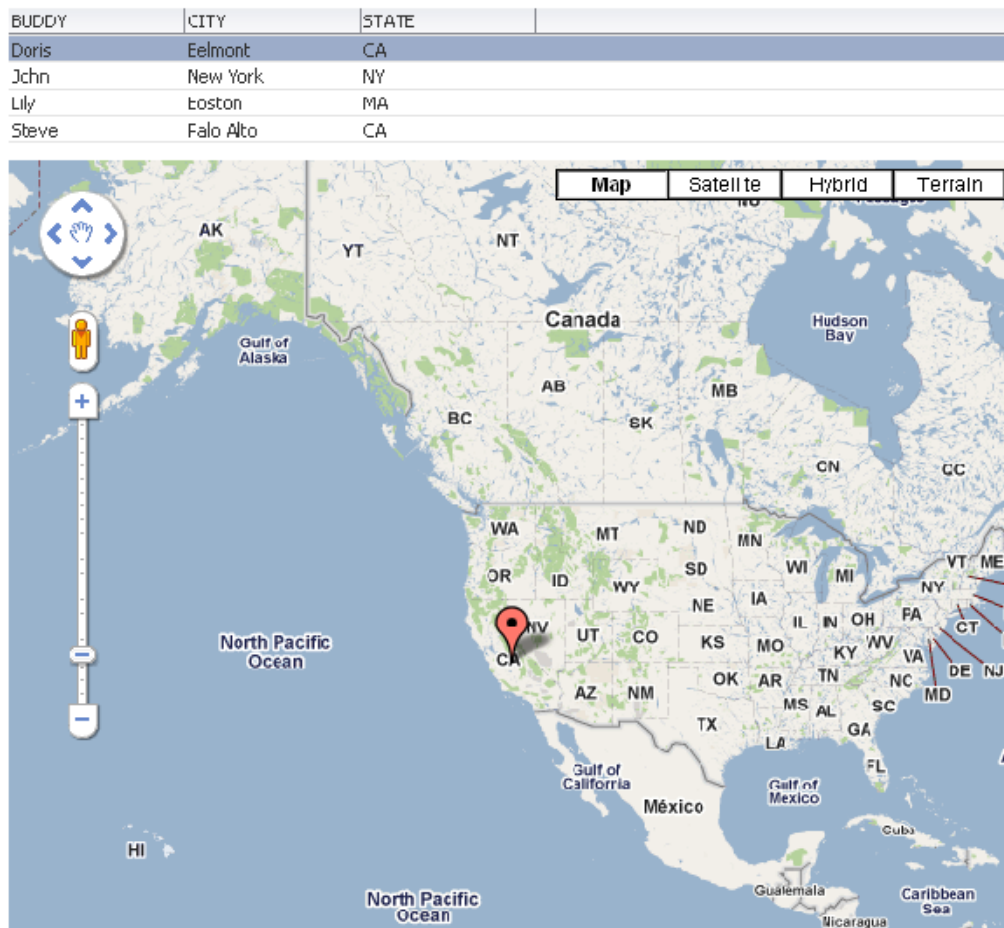 BUDDY CITY STATE
Doris Eelmont CA
John New York NY
Lily Eoston MA
Steve Falo Alto CA
Map Satellite Hybrid Terrain
AK
YT
NT
NU
Canada
Hudson
Bay
Gulf of
Alaska
AB
MB
BC
SK
CN
CC
WA
MT
ND
MN
OR
ID
SD
WI
MI
VT
ME
WY
NY
NE
IA
NV
IL
IN
OH
PA
CT
UT
CO
KS
MO
KY
WV
VA
DE
NJ
North Pacific
Ocean
CA
OK
AR
TN
NC
MD
AZ
NM
MS
AL
SC
TX
GA
LA
FL
Gulf of
California
Gulf of
Mexico
México
Cuba
HI
Guatemala
Caribbean
Sea
North Pacific
Ocean
Nicaragua